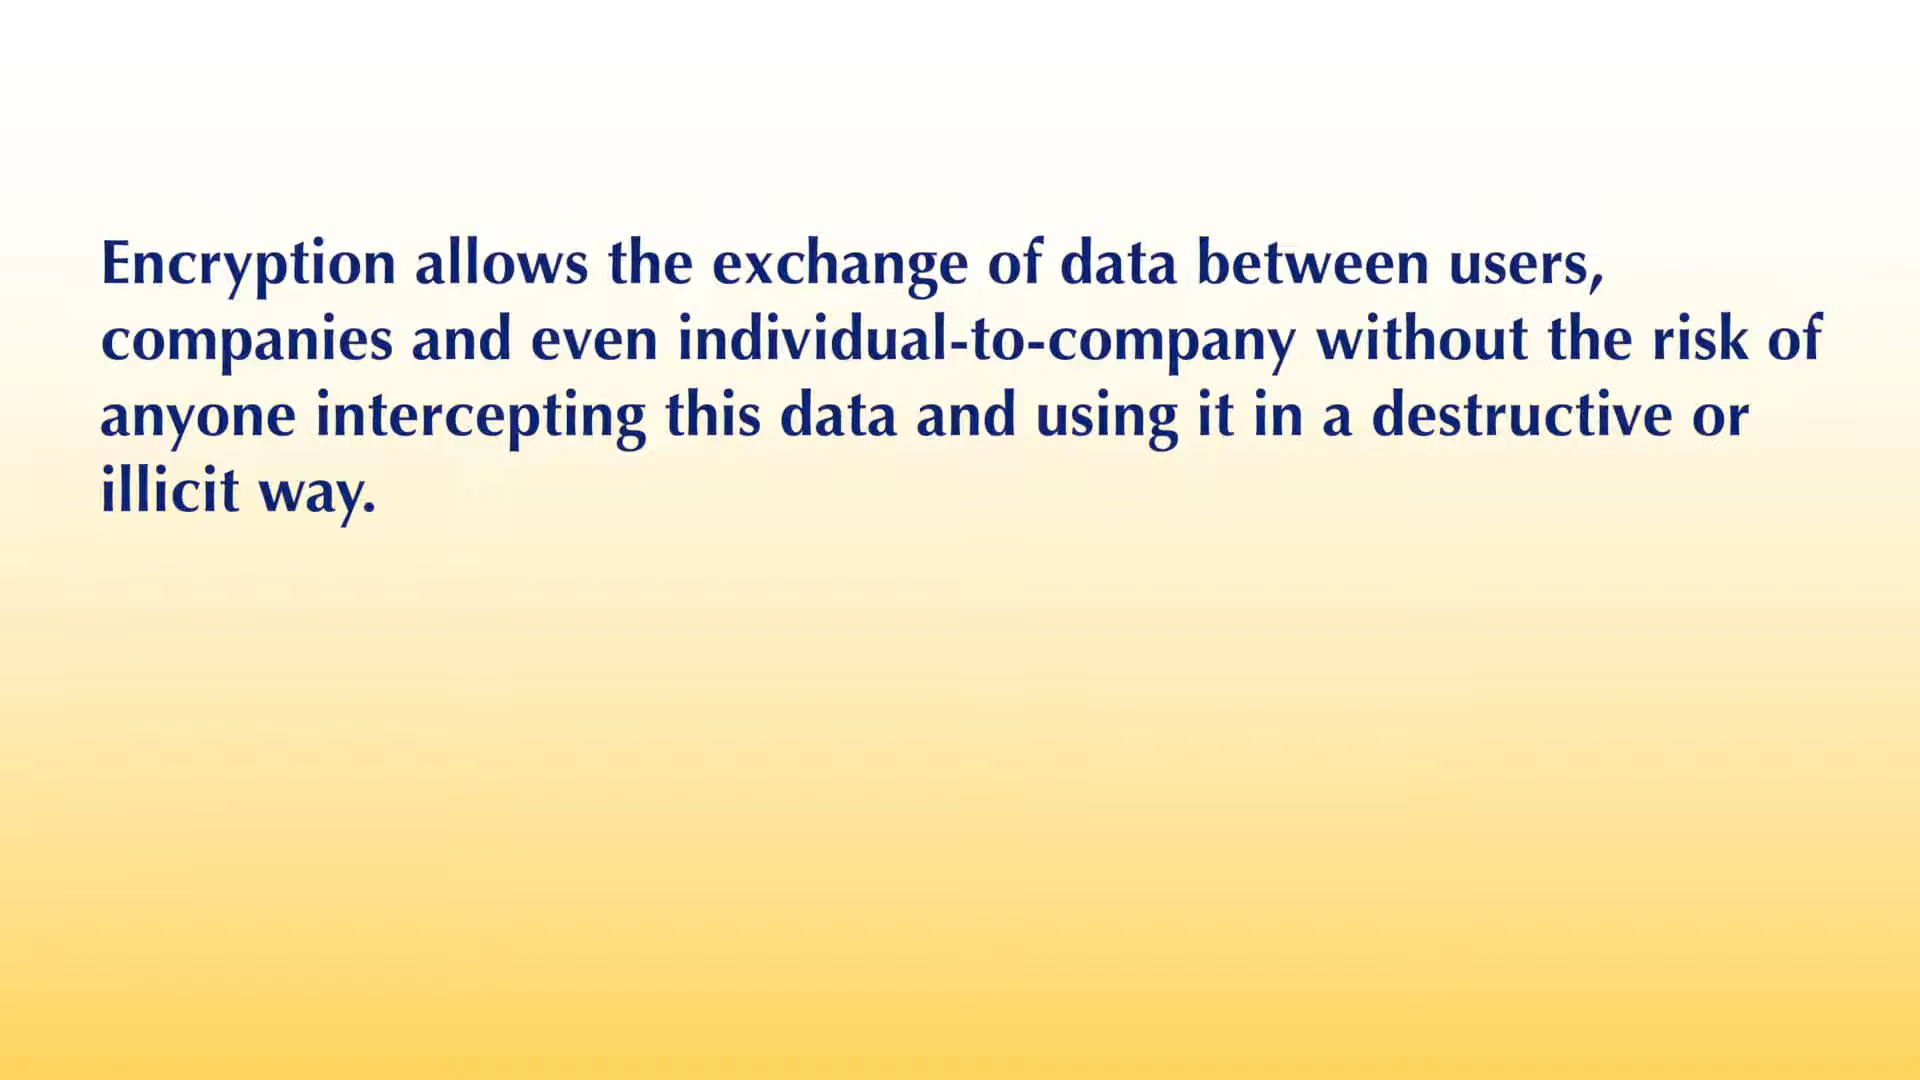 Encryption allows the exchange of data between users,
companies and even individual-to-company without the risk of
anyone intercepting this data and using it in a destructive or
illicit way.